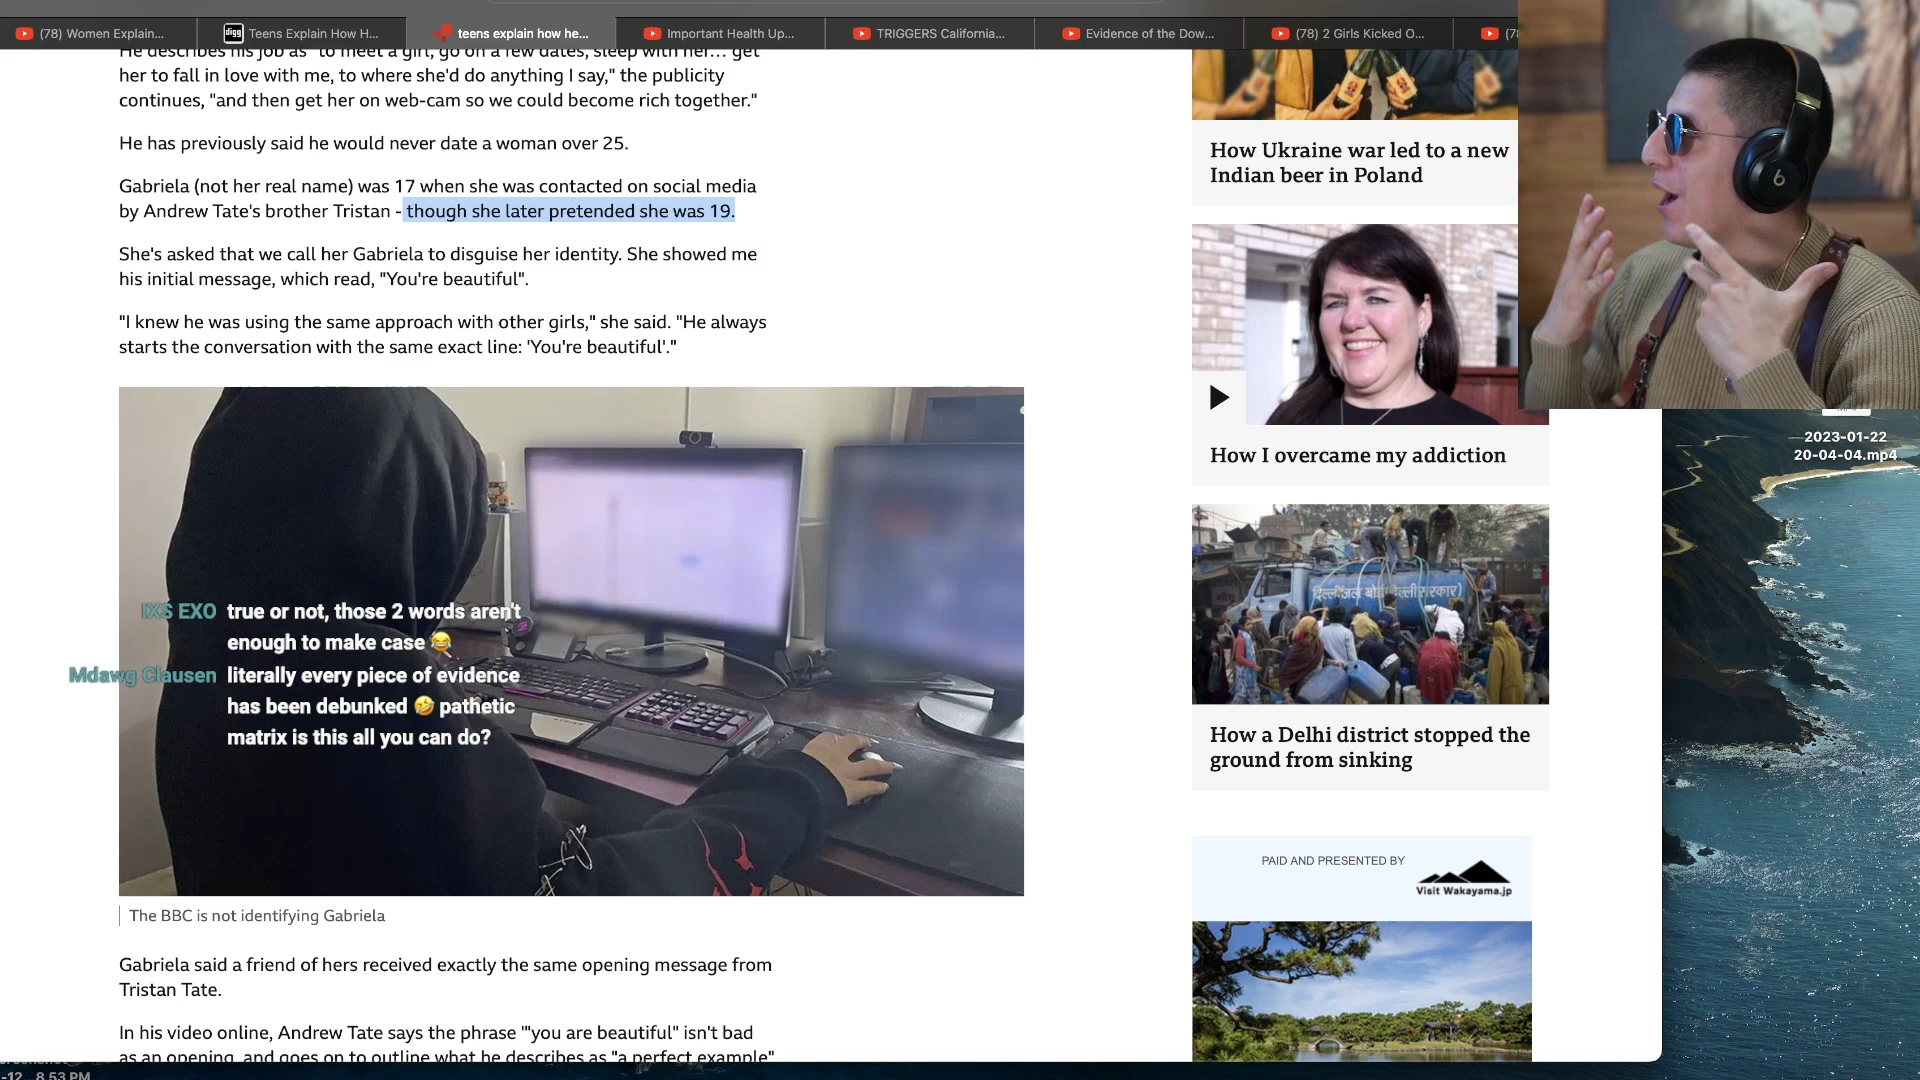 (78) Women Explain...
digg Teens Explain How H...
teens explain how he...
Important Health Up...
TRIGGERS California...
Evidence of the Dow...
(78) 2 Girls Kicked O...
He describes his job as "to meet a girl, go on a few dates, sleep with her... get
her to fall in love with me, to where she'd do anything I say," the publicity
continues, "and then get her on web-cam so we could become rich together."
He has previously said he would never date a woman over 25.
Gabriela (not her real name) was 17 when she was contacted on social media
by Andrew Tate's brother Tristan - though she later pretended she was 19.
She's asked that we call her Gabriela to disguise her identity. She showed me
his initial message, which read, "You're beautiful".
"I knew he was using the same approach with other girls," she said. "He always
starts the conversation with the same exact line: 'You're beautiful'."
IXS EXO true or not, those 2 words aren't
enough to make case 😂
Mdawg Clausen literally every piece of evidence
has been debunked 🤣 pathetic
matrix is this all you can do?
The BBC is not identifying Gabriela
Gabriela said a friend of hers received exactly the same opening message from
Tristan Tate.
In his video online, Andrew Tate says the phrase '"you are beautiful" isn't bad
as an opening, and goes on to outline what he describes as "a perfect example"
How Ukraine war led to a new
Indian beer in Poland
How I overcame my addiction
How a Delhi district stopped the
ground from sinking
PAID AND PRESENTED BY
Visit Wakayama.jp
2023-01-22
20-04-04.mp4
-12...8.53 PM